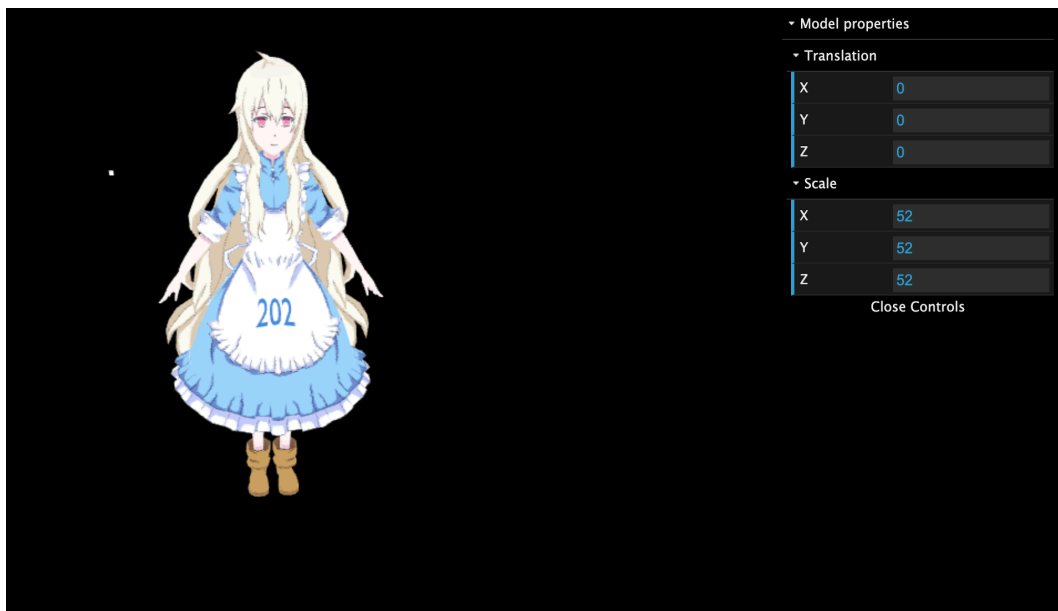 202
Model properties
Translation
X 0
Y 0
Z 0
Scale
X 52
Y 52
Z 52
Close Controls